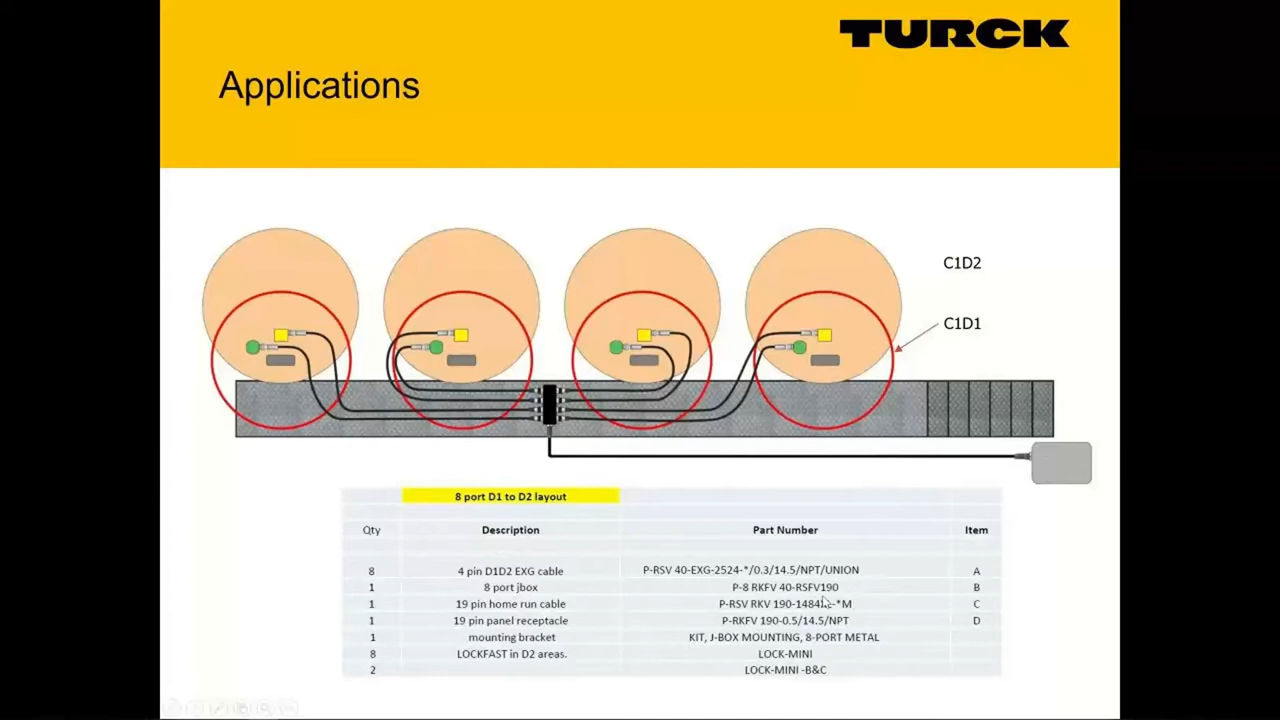 TURCK
Applications
C1D2
C1D1
8 port D1 to D2 layout
Qty Description Part Number Item
8 4 pin D1D2 EXG cable P-RSV 40-EXG-2524-*/0.3/14.5/NPT/UNION A
1 8 port jbox P-8 RKFV 40-RSFV190 B
1 19 pin home run cable P-RSV RKV 190-1484 -*M C
1 19 pin panel receptacle P-RKFV 190-0.5/14.5/NPT D
1 mounting bracket KIT, J-BOX MOUNTING, 8-PORT METAL
8 LOCKFAST in D2 areas. LOCK-MINI
2 LOCK-MINI -B&C